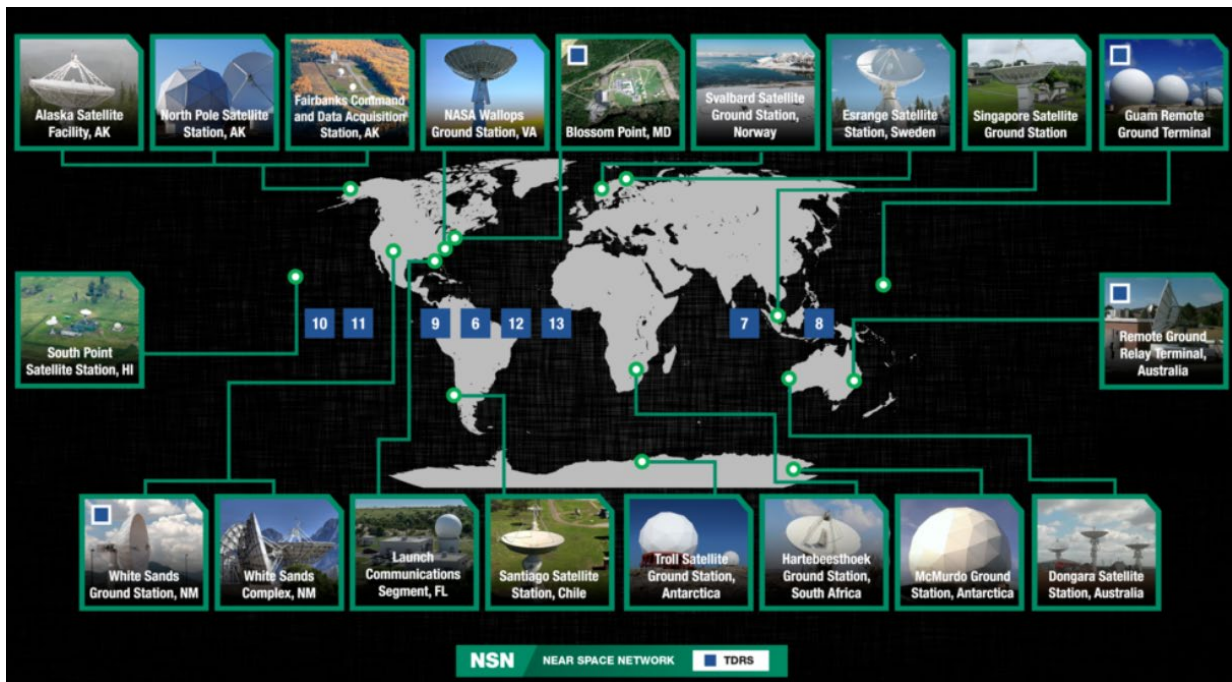 Alaska Satellite
Facility, AK
North Pole Satellite
Station, AK
Fairbanks Command
and Data Acquisition
Station, AK
NASA Wallops
Ground Station, VA
Blossom Point, MD
Svalbard Satellite
Ground Station,
Norway
Esrange Satellite
Station, Sweden
Singapore Satellite
Ground Station
Guam Remote
Ground Terminal
South Point
Satellite Station, HI
10
11
9
6
12
13
7
8
Remote Ground
Relay Terminal,
Australia
White Sands
Ground Station, NM
White Sands
Complex, NM
Launch
Communications
Segment, FL
Santiago Satellite
Station, Chile
Troll Satellite
Ground Station,
Antarctica
Hartebeesthoek
Ground Station,
South Africa
McMurdo Ground
Station, Antarctica
Dongara Satellite
Station, Australia
NSN NEAR SPACE NETWORK TDRS